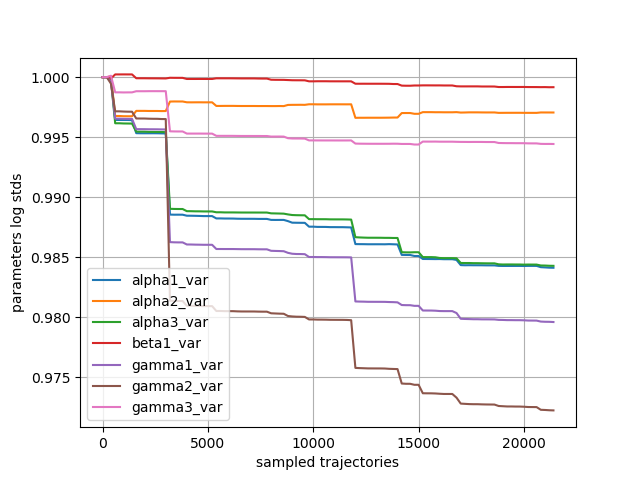 1.000
0.995
0.990
0.985
0.980
0.975
parameters log stds
alpha1_var
alpha2_var
alpha3_var
beta1_var
gamma1_var
gamma2_var
gamma3_var
0 5000 10000 15000 20000
sampled trajectories